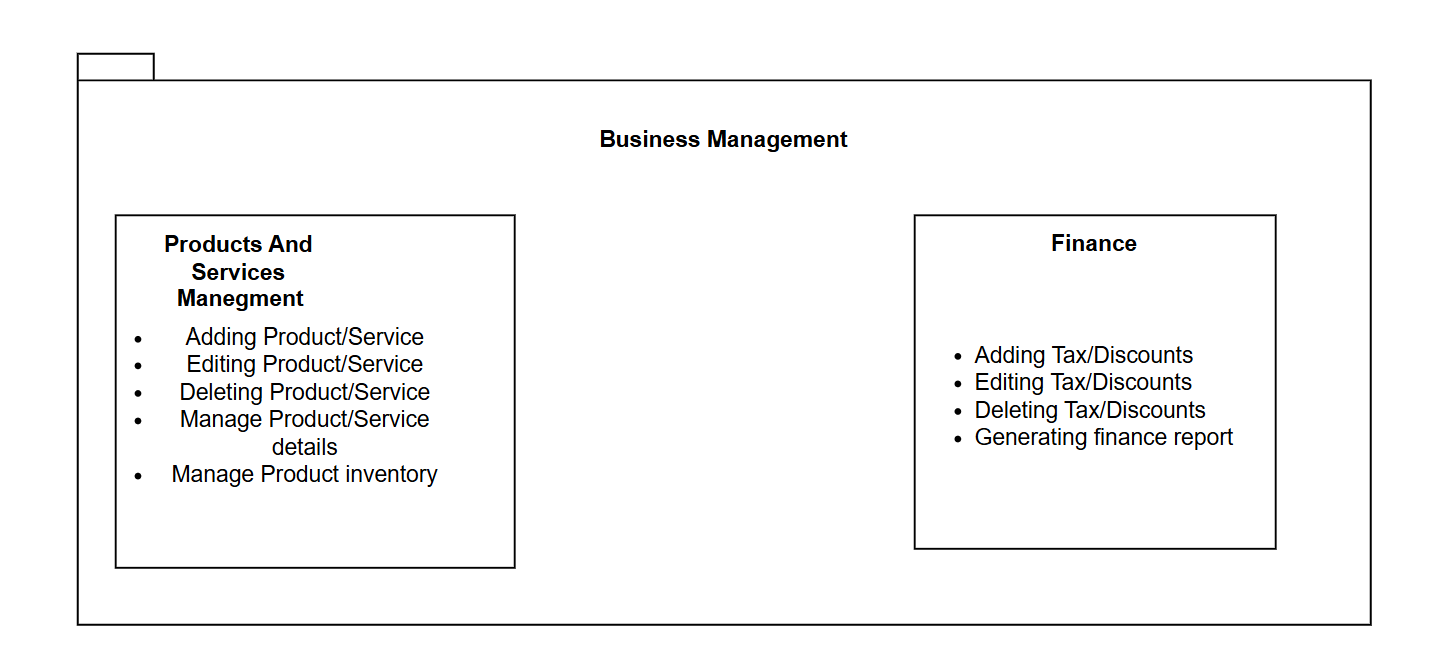 Business Management
Products And
Services
Manegment
• Adding Product/Service
• Editing Product/Service
• Deleting Product/Service
• Manage Product/Service
details
• Manage Product inventory
Finance
• Adding Tax/Discounts
• Editing Tax/Discounts
• Deleting Tax/Discounts
• Generating finance report